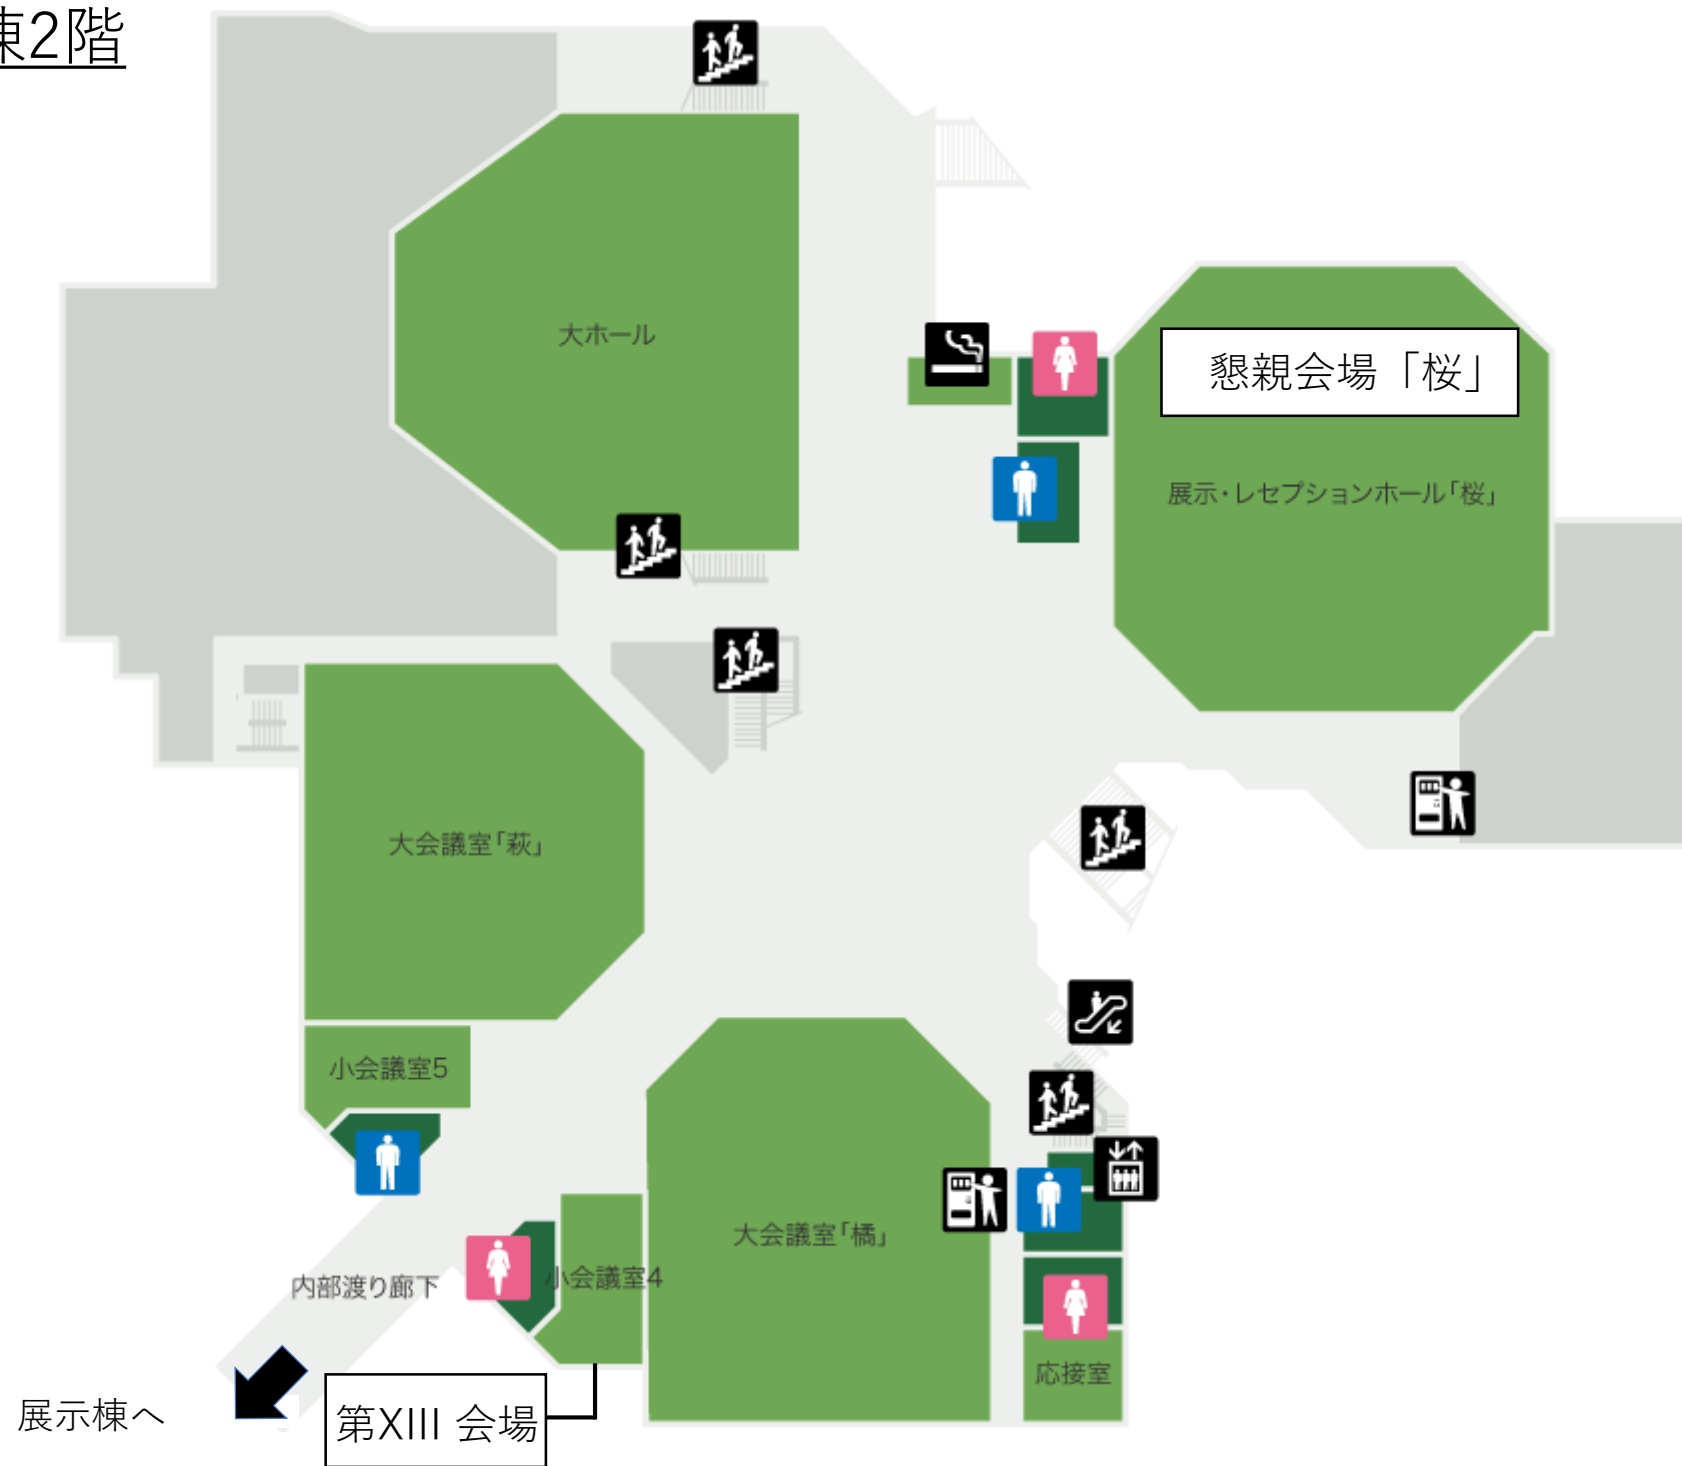 棟2階
大ホール
懇親会場「桜」
展示・レセプションホール「桜」
大会議室「萩」
小会議室5
大会議室「橘」
小会議室4
内部渡り廊下
応接室
展示棟へ
第XIII 会場